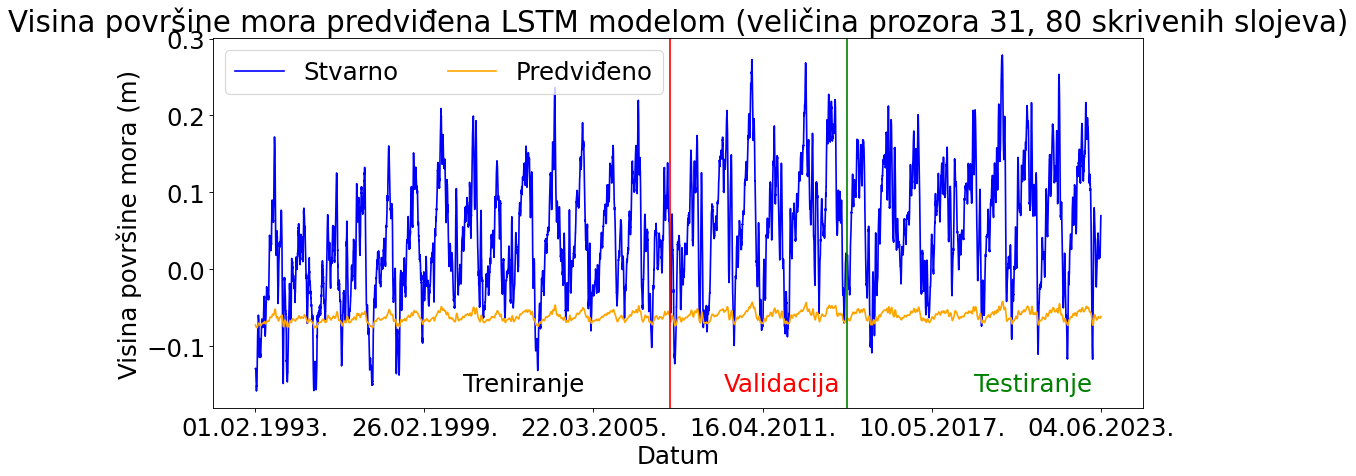 Visina površine mora predviđena LSTM modelom (veličina prozora 31, 80 skrivenih slojeva)
Stvarno Predviđeno
Visina površine mora (m)
0.3
0.2
0.1
0.0
−0.1
Treniranje Validacija Testiranje
01.02.1993. 26.02.1999. 22.03.2005. 16.04.2011. 10.05.2017. 04.06.2023.
Datum